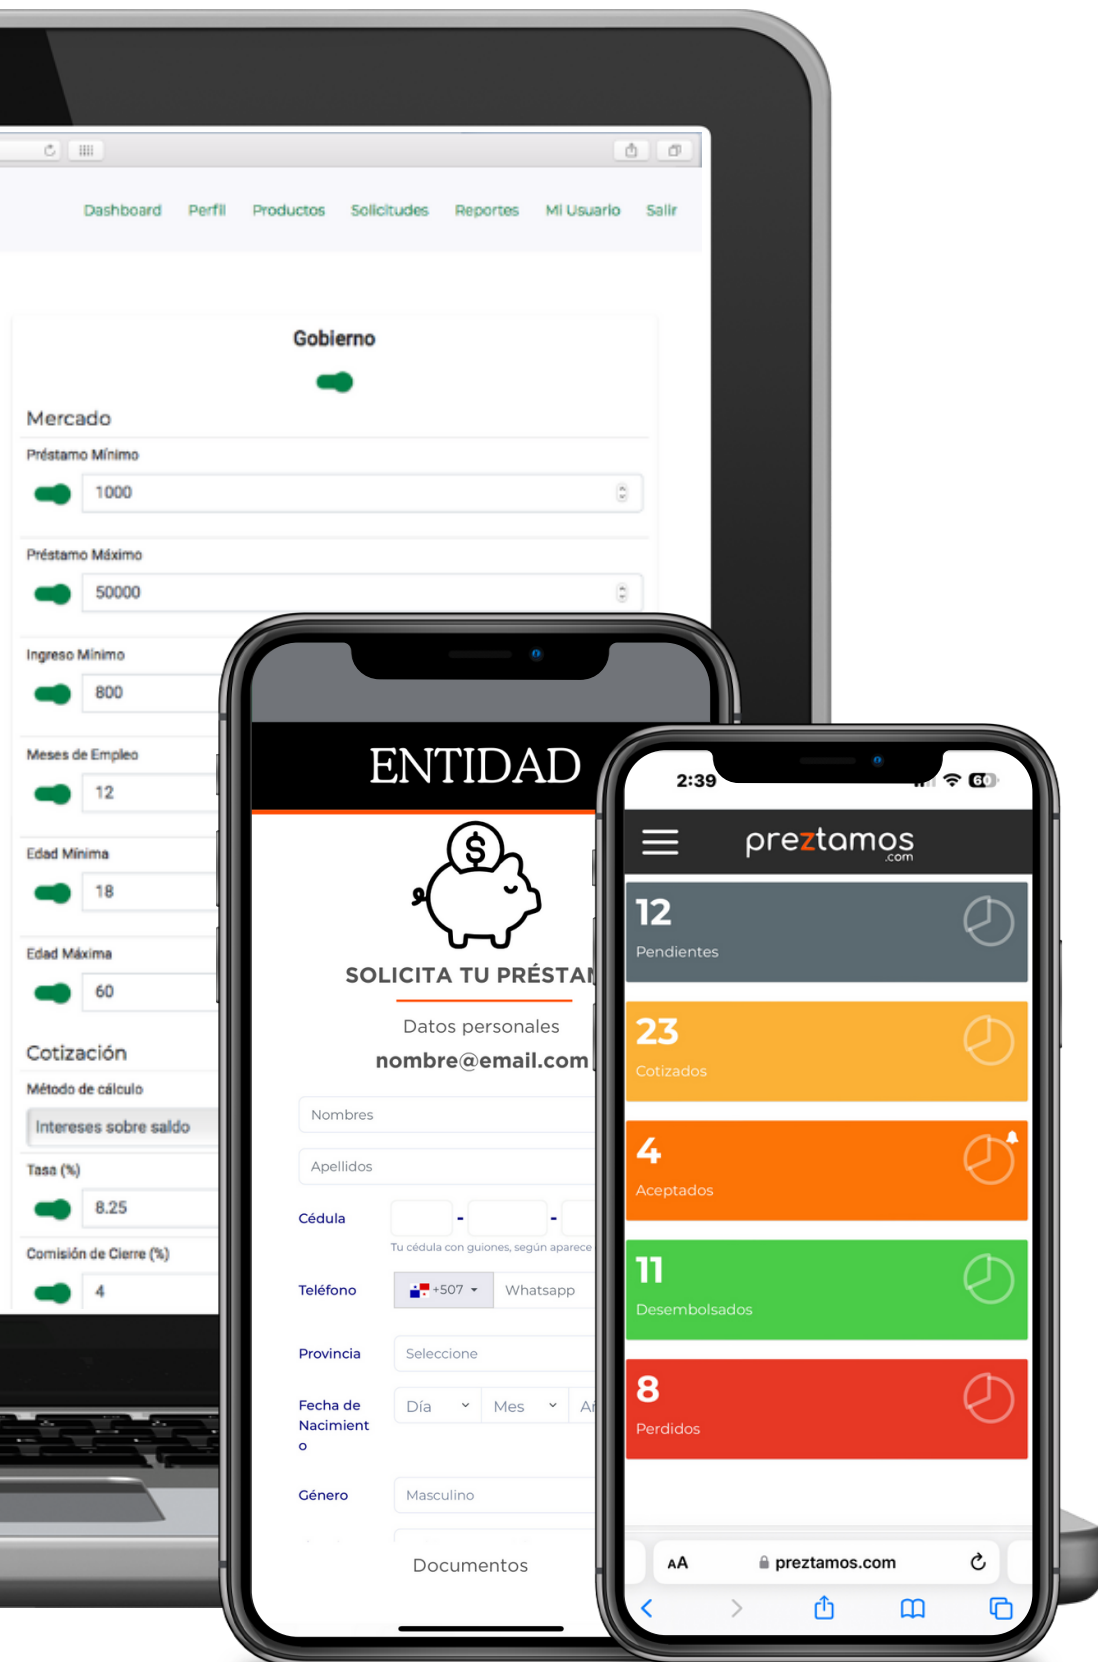 Dashboard Perfil Productos Solicitudes Reportes Mi Usuario Salir
Gobierno
Mercado
Préstamo Mínimo
1000
Préstamo Máximo
50000
Ingreso Mínimo
800
Meses de Empleo
12
Edad Mínima
18
Edad Máxima
60
Cotización
Método de cálculo
Intereses sobre saldo
Tasa (%)
8.25
Comisión de Cierre (%)
4
ENTIDAD
$
SOLICITA TU PRÉSTAM
Datos personales
nombre@email.com
Nombres
Apellidos
Cédula - -
Tu cédula con guiones, según aparece
Teléfono +507 Whatsapp
Provincia Seleccione
Fecha de
Nacimient
o
Día Mes Añ
Género Masculino
Documentos
2:39 60
preztamos
.com
12
Pendientes
23
Cotizados
4
Aceptados
11
Desembolsados
8
Perdidos
AA preztamos.com